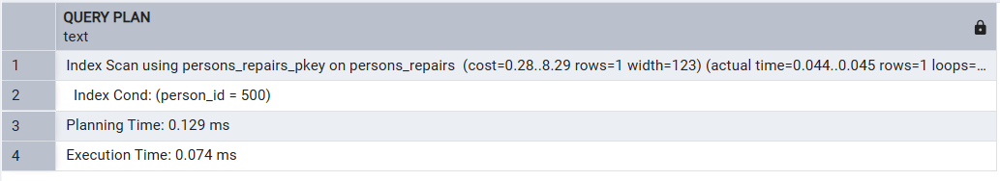 QUERY PLAN
text
1 Index Scan using persons_repairs_pkey on persons_repairs (cost=0.28..8.29 rows=1 width=123) (actual time=0.044..0.045 rows=1 loops=...
2 Index Cond: (person_id = 500)
3 Planning Time: 0.129 ms
4 Execution Time: 0.074 ms